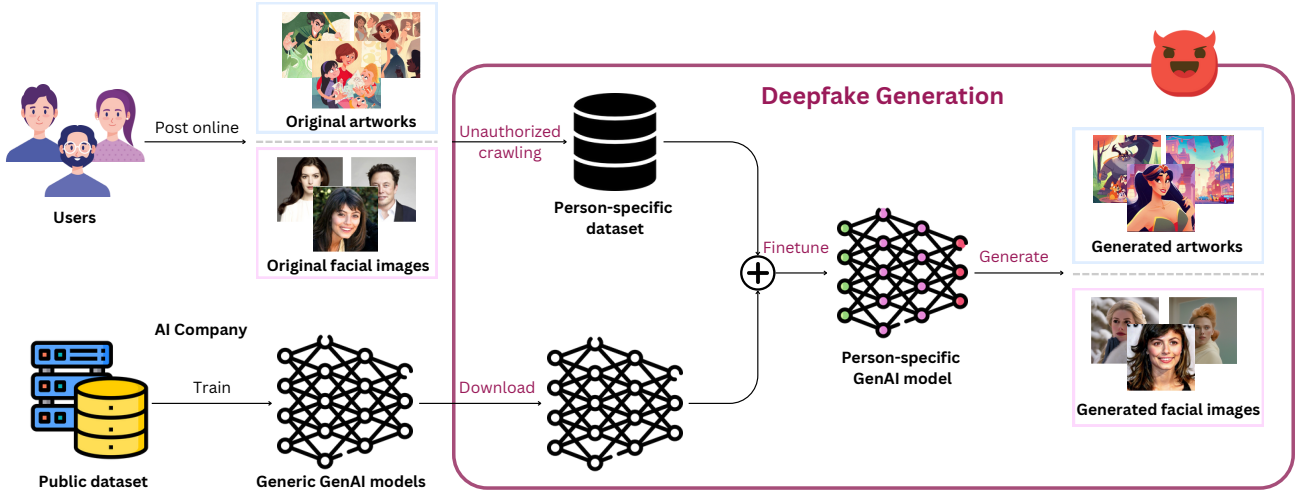 Deepfake Generation
Post online
Original artworks
Unauthorized
crawling
Users
Original facial images
Person-specific
dataset
Finetune
Generate
Generated artworks
AI Company
Train
Download
Person-specific
GenAI model
Generated facial images
Public dataset
Generic GenAI models